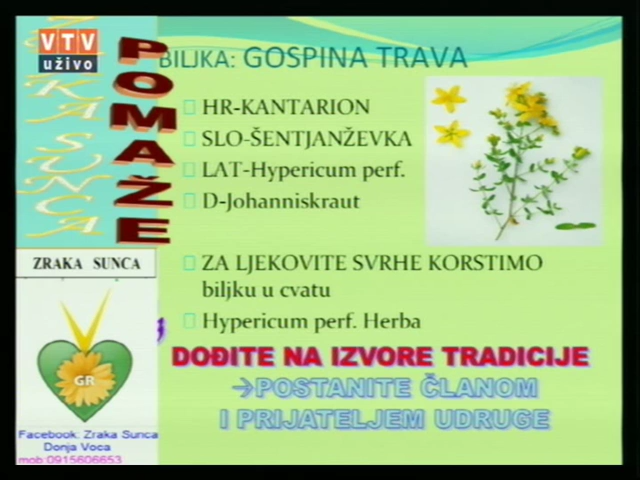 VTV
uživo
ZRAKA SUNCA
POMAŽE
BILJKA: GOSPINA TRAVA
HR-KANTARION
SLO-ŠENTJANŽEVKA
LAT-Hypericum perf.
D-Johanniskraut
ZA LJEKOVITE SVRHE KORSTIMO
biljku u cvatu
Hypericum perf. Herba
DOĐITE NA IZVORE TRADICIJE
→POSTANITE ČLANOM
I PRIJATELJEM UDRUGE
ZRAKA SUNCA
GR
Facebook: Zraka Sunca
Donja Voca
mob:0915606653